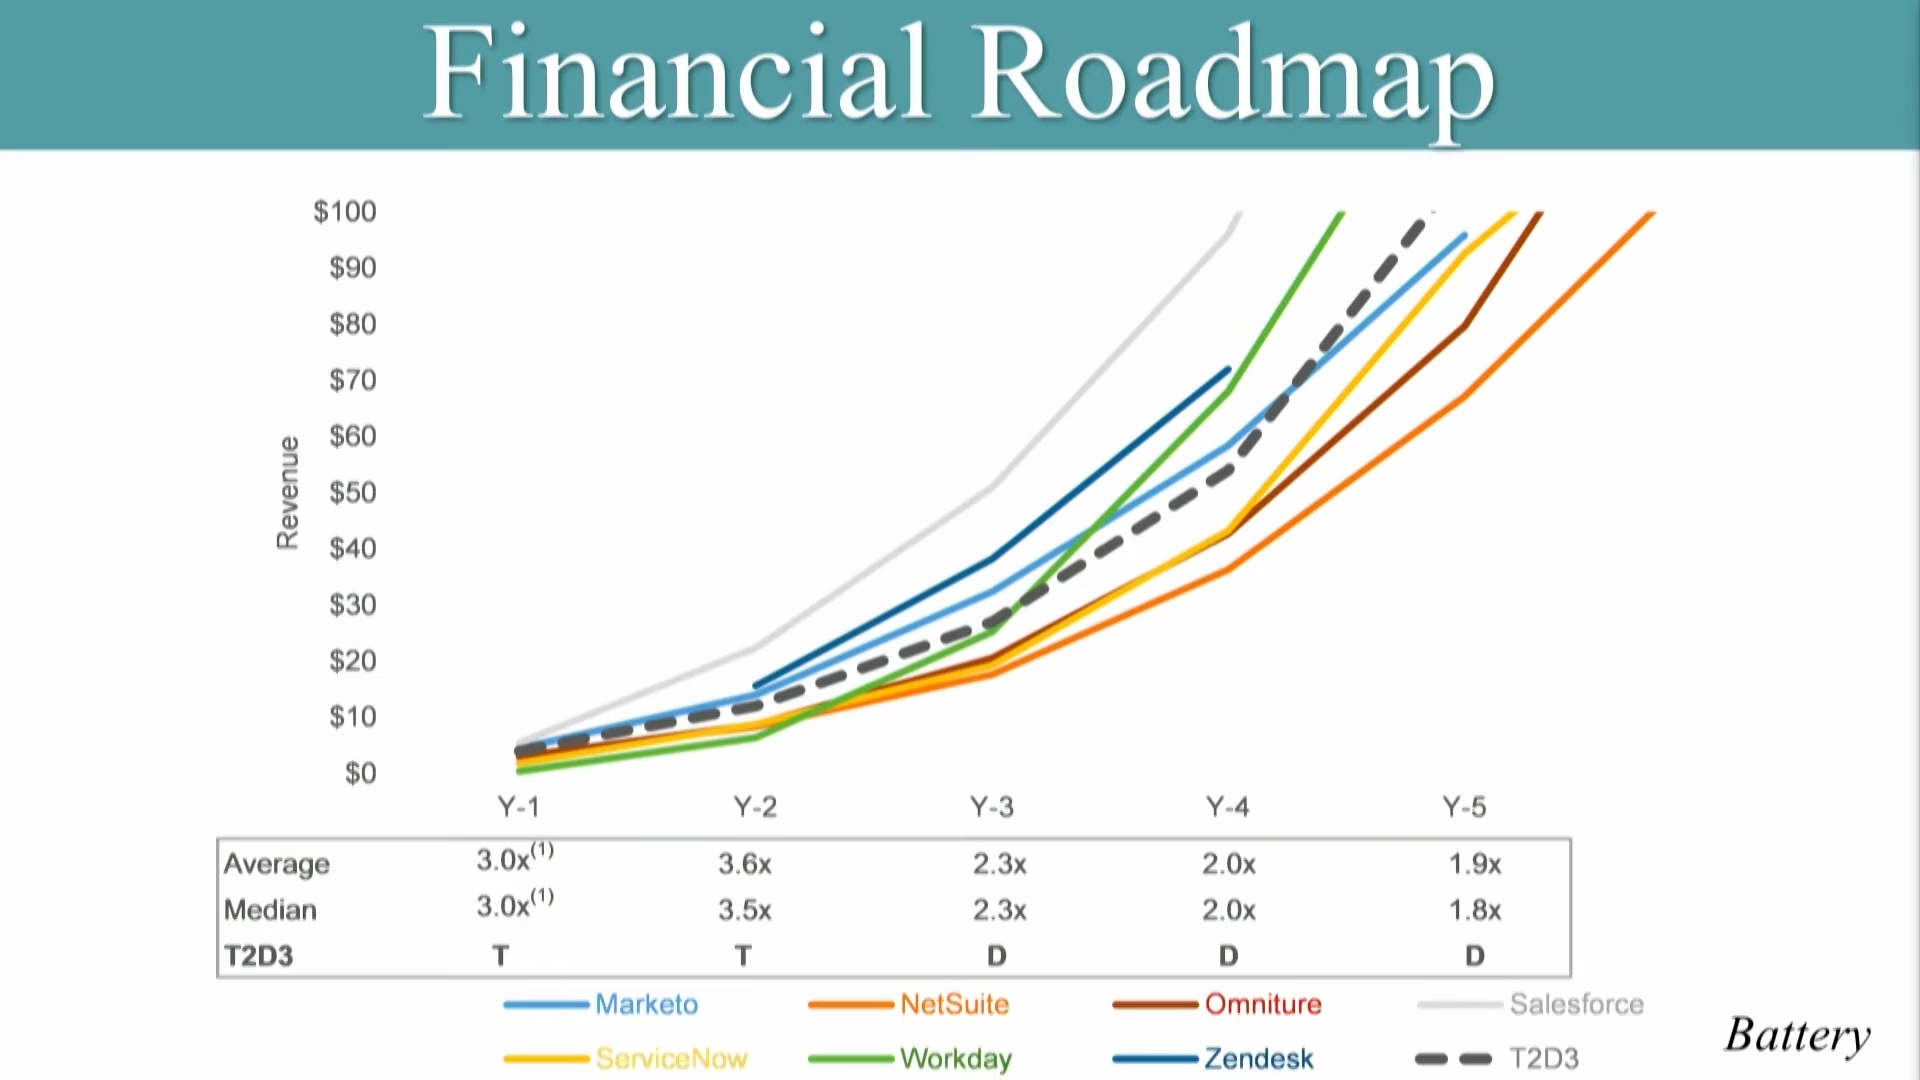 Financial Roadmap
$100
$90
$80
$70
$60
$50
$40
$30
$20
$10
$0
Revenue
Y-1 Y-2 Y-3 Y-4 Y-5
Average 3.0x(1) 3.6x 2.3x 2.0x 1.9x
Median 3.0x(1) 3.5x 2.3x 2.0x 1.8x
T2D3 T T D D D
Marketo NetSuite Omniture Salesforce
ServiceNow Workday Zendesk T2D3
Battery